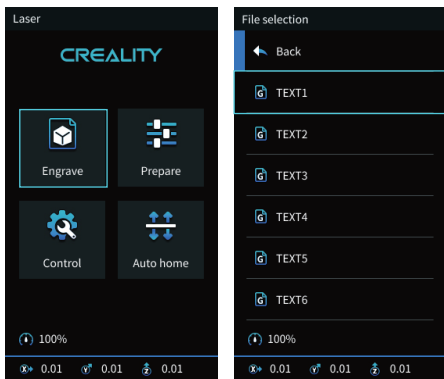 Laser
CREALITY
Engrave
Prepare
Control
Auto home
100%
X 0.01 Y 0.01 Z 0.01
File selection
Back
G TEXT1
G TEXT2
G TEXT3
G TEXT4
G TEXT5
G TEXT6
100%
X 0.01 Y 0.01 Z 0.01